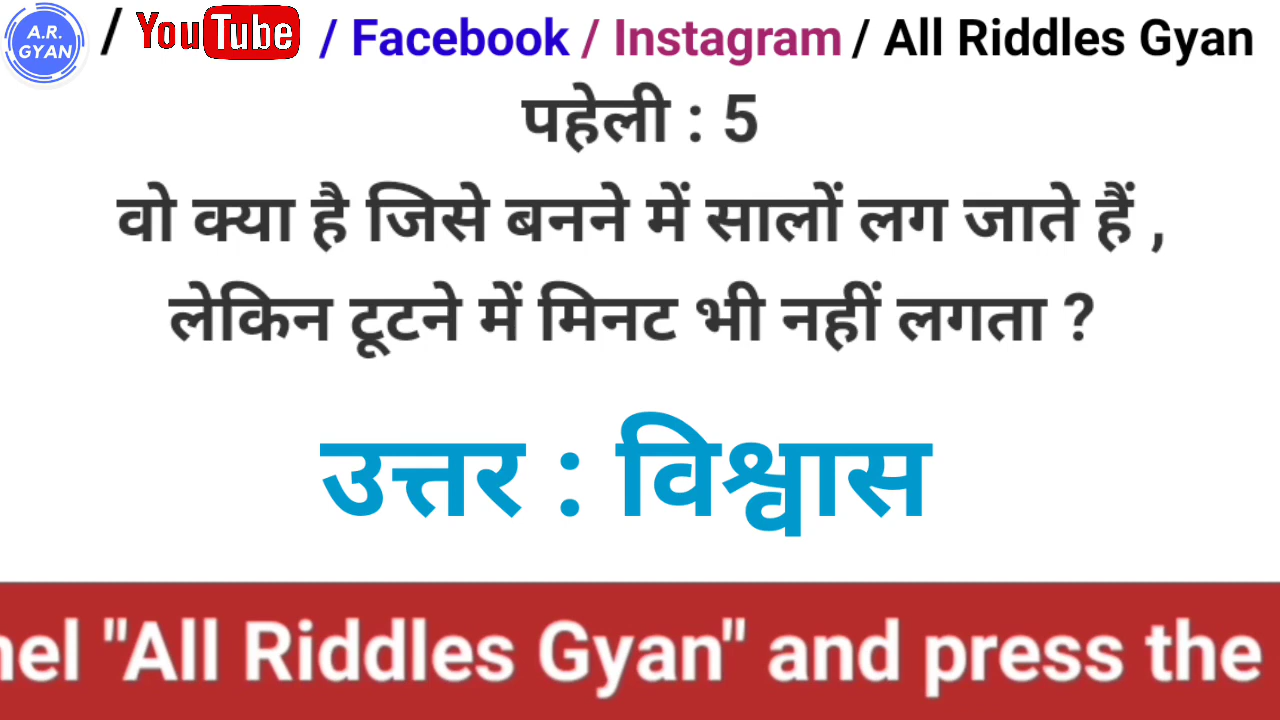 A.R.
GYAN
/ YouTube / Facebook / Instagram / All Riddles Gyan
पहेली : 5
वो क्या है जिसे बनने में सालों लग जाते हैं ,
लेकिन टूटने में मिनट भी नहीं लगता ?
उत्तर : विश्वास
nel "All Riddles Gyan" and press the